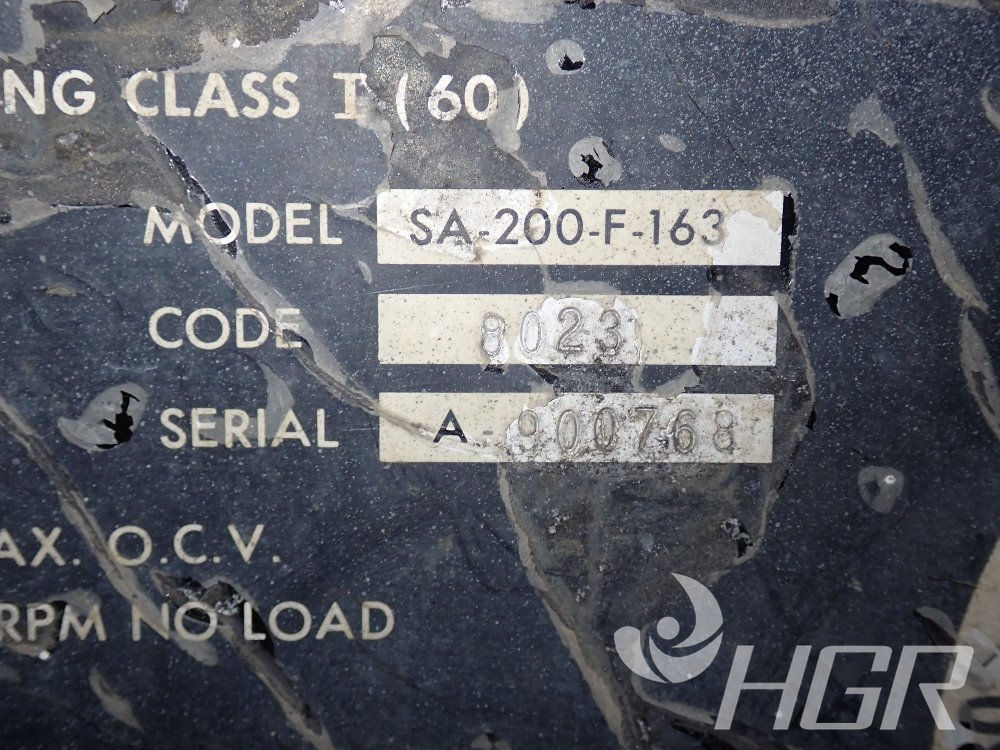 NG CLASS I (60)
MODEL SA-200-F-163
CODE 8023
SERIAL A-900768
AX. O.C.V.
RPM NO LOAD
HGR